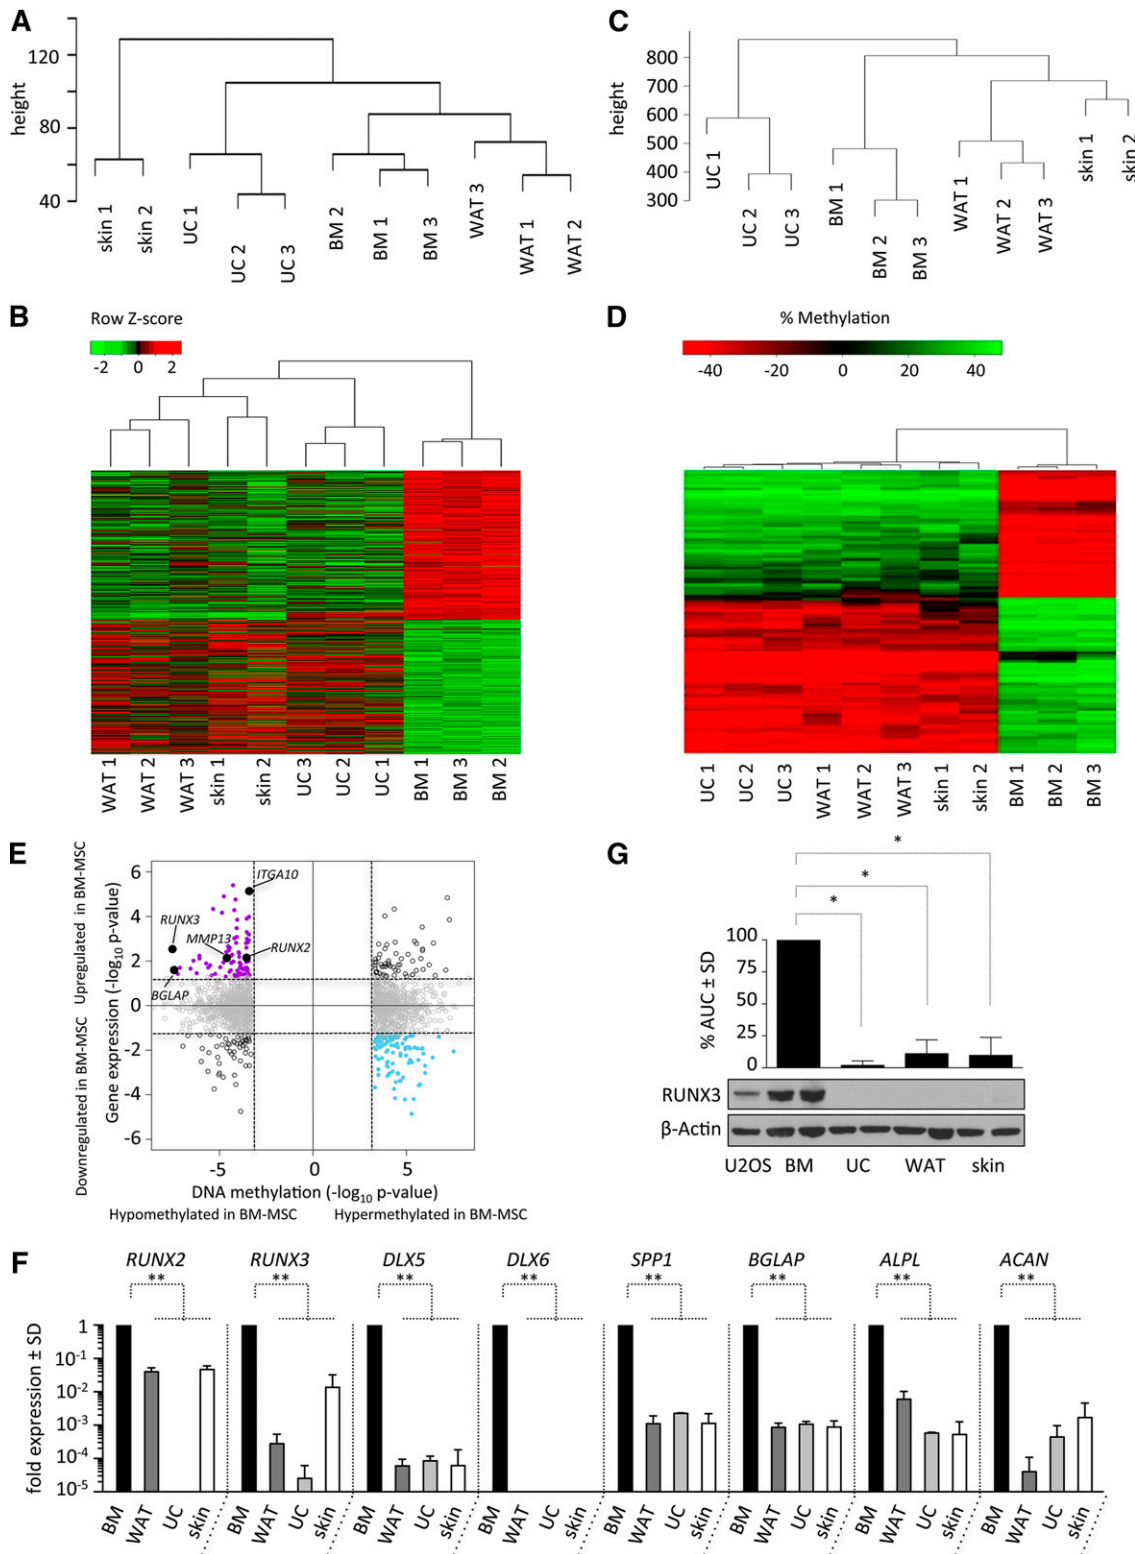 A
height
120
80
40
skin 1
skin 2
UC 1
UC 2
UC 3
BM 2
BM 1
BM 3
WAT 3
WAT 1
WAT 2
C
height
800
700
600
500
400
300
UC 1
UC 2
UC 3
BM 1
BM 2
BM 3
WAT 1
WAT 2
WAT 3
skin 1
skin 2
B
Row Z-score
-2 0 2
WAT 1
WAT 2
WAT 3
skin 1
skin 2
UC 3
UC 2
UC 1
BM 1
BM 3
BM 2
D
% Methylation
-40 -20 0 20 40
UC 1
UC 2
UC 3
WAT 1
WAT 2
WAT 3
skin 1
skin 2
BM 1
BM 2
BM 3
E
Upregulated in BM-MSC
Downregulated in BM-MSC
Gene expression (-log10 p-value)
6
4
2
0
-2
-4
-6
ITGA10
RUNX3
MMP13
RUNX2
BGLAP
-5 0 5
DNA methylation (-log10 p-value)
Hypomethylated in BM-MSC Hypermethylated in BM-MSC
G
*
*
*
% AUC ± SD
100
75
50
25
0
RUNX3
β-Actin
U2OS BM UC WAT skin
F
RUNX2 RUNX3 DLX5 DLX6 SPP1 BGLAP ALPL ACAN
** ** ** ** ** ** ** **
fold expression ± SD
1
10-1
10-2
10-3
10-4
10-5
BM WAT UC skin BM WAT UC skin BM WAT UC skin BM WAT UC skin BM WAT UC skin BM WAT UC skin BM WAT UC skin BM WAT UC skin